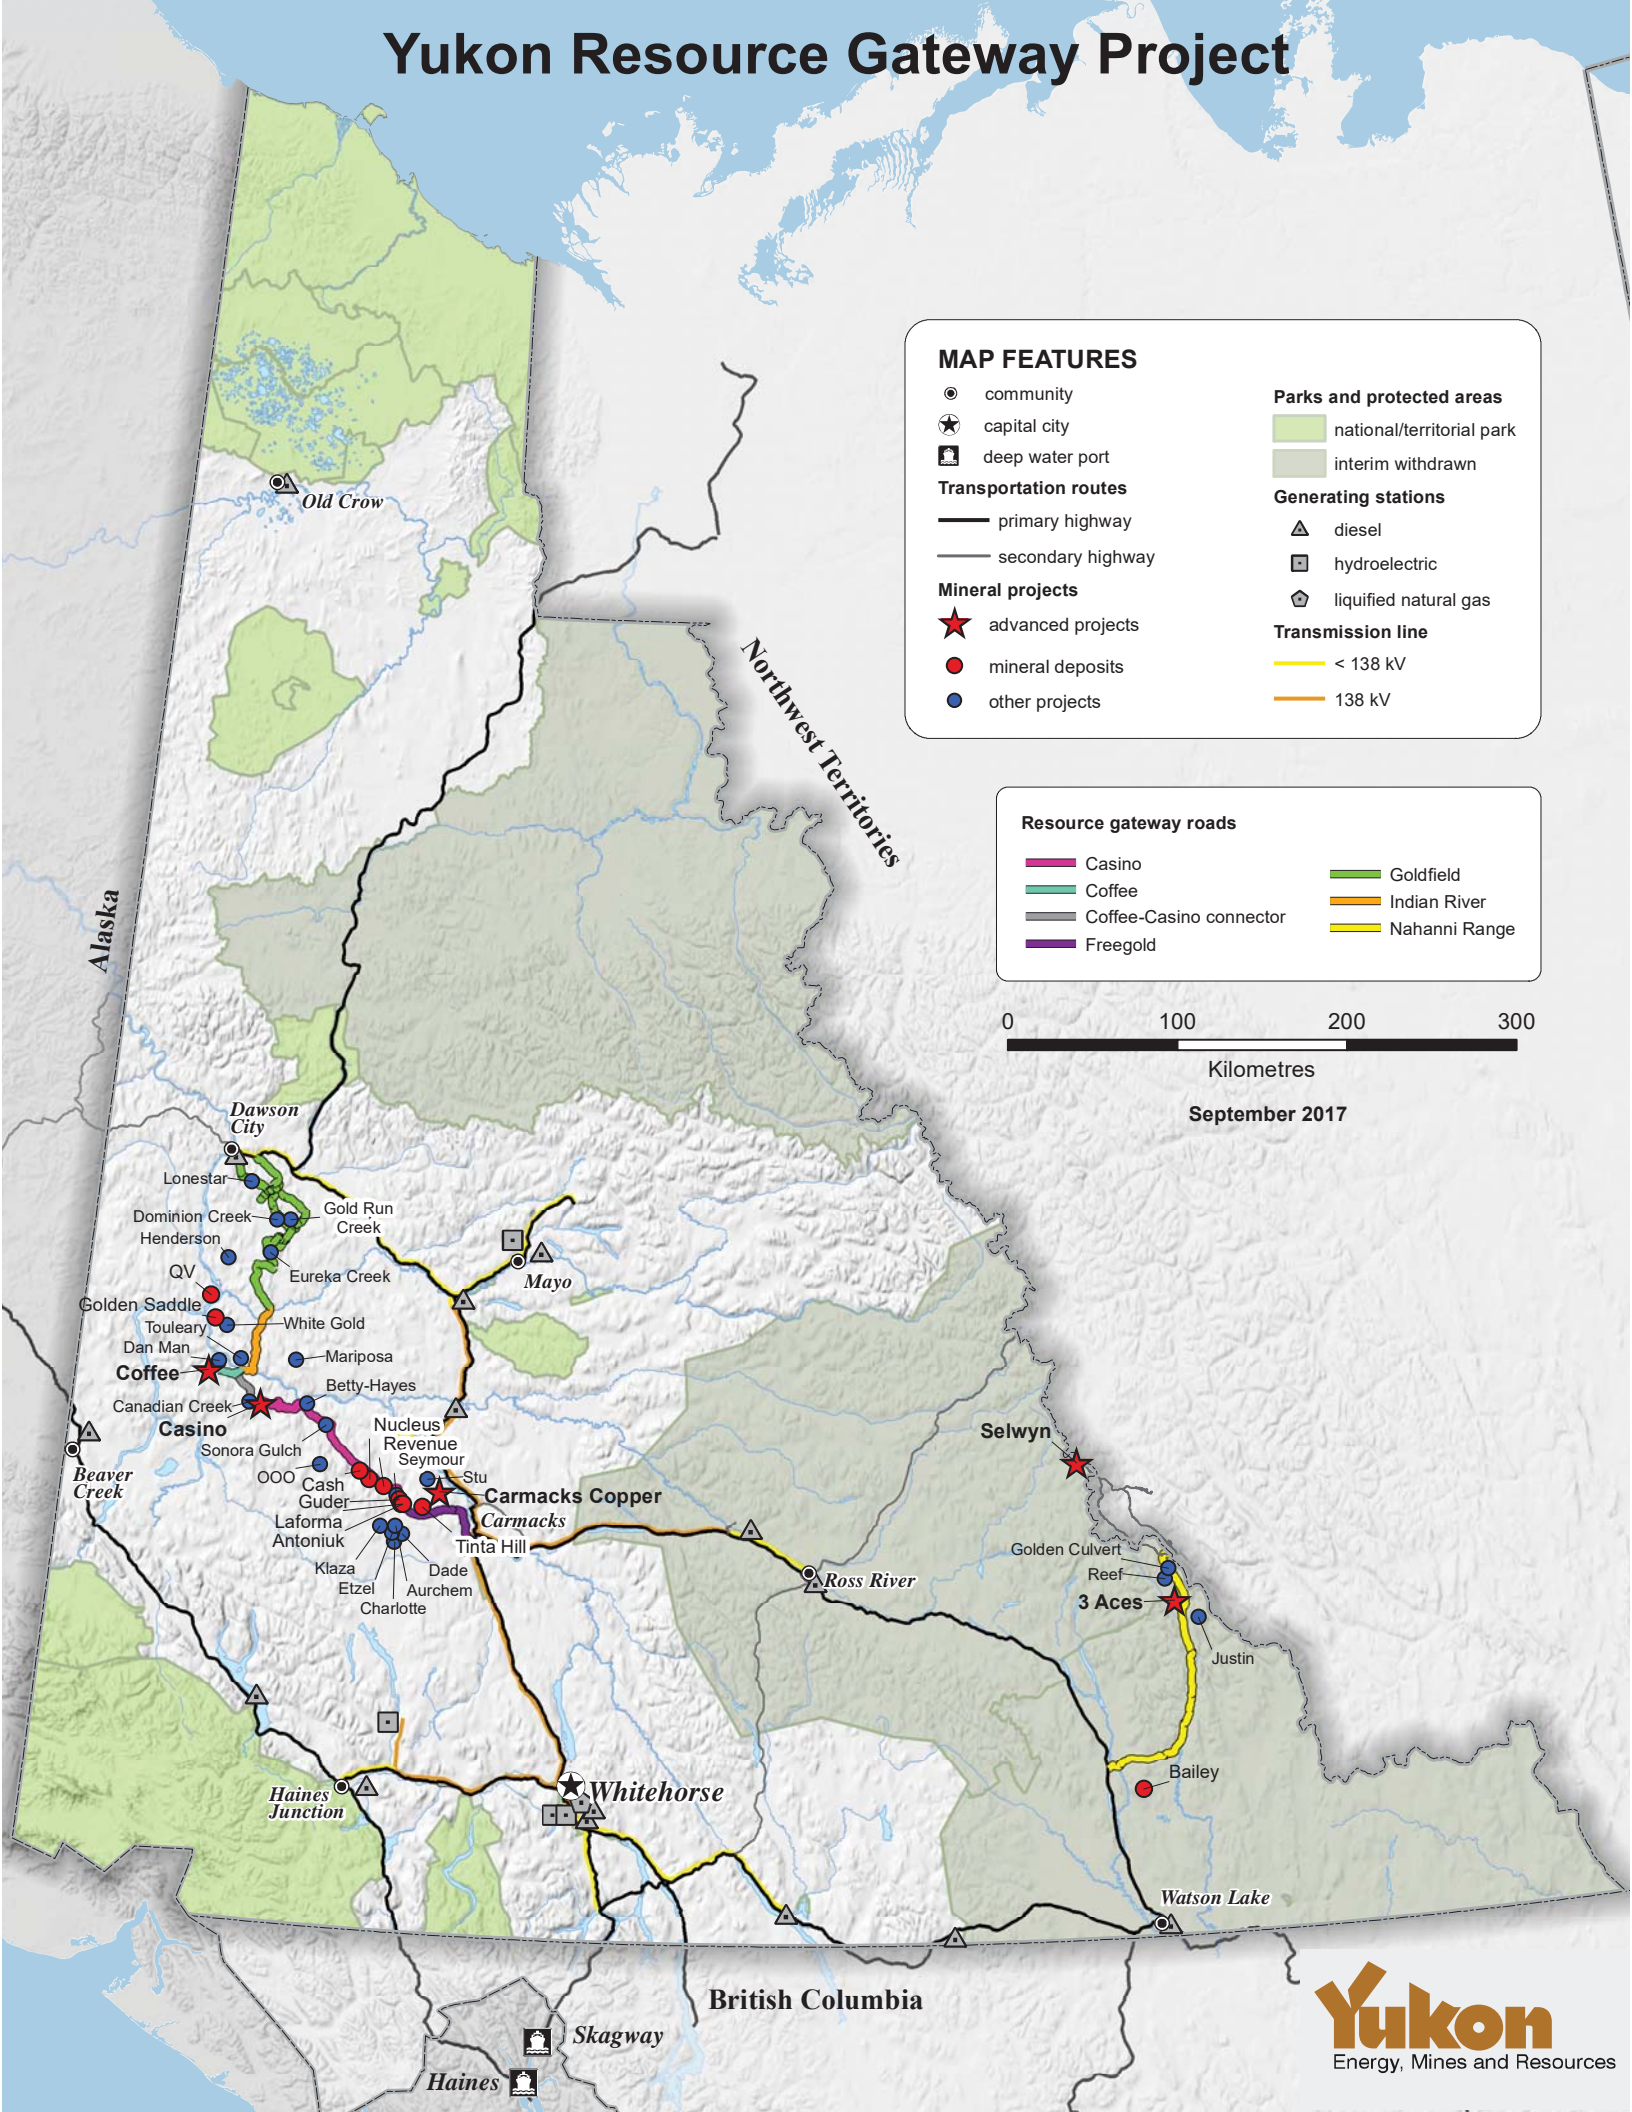 Yukon Resource Gateway Project
MAP FEATURES
community
capital city
deep water port
Transportation routes
primary highway
secondary highway
Mineral projects
advanced projects
mineral deposits
other projects
Parks and protected areas
national/territorial park
interim withdrawn
Generating stations
diesel
hydroelectric
liquified natural gas
Transmission line
< 138 kV
138 kV
Resource gateway roads
Casino
Coffee
Coffee-Casino connector
Freegold
Goldfield
Indian River
Nahanni Range
0 100 200 300
Kilometres
September 2017
Old Crow
Northwest Territories
Alaska
Dawson
City
Lonestar
Dominion Creek
Gold Run
Creek
Henderson
Eureka Creek
QV
Golden Saddle
White Gold
Touleary
Dan Man
Mariposa
Coffee
Betty-Hayes
Canadian Creek
Casino
Sonora Gulch
Nucleus
Revenue
Seymour
OOO
Stu
Cash
Guder
Carmacks Copper
Laforma
Carmacks
Antoniuk
Tinta Hill
Klaza
Dade
Etzel
Aurchem
Charlotte
Mayo
Beaver
Creek
Ross River
Selwyn
Golden Culvert
Reef
3 Aces
Justin
Bailey
Haines
Junction
Whitehorse
Watson Lake
British Columbia
Skagway
Haines
Yukon
Energy, Mines and Resources